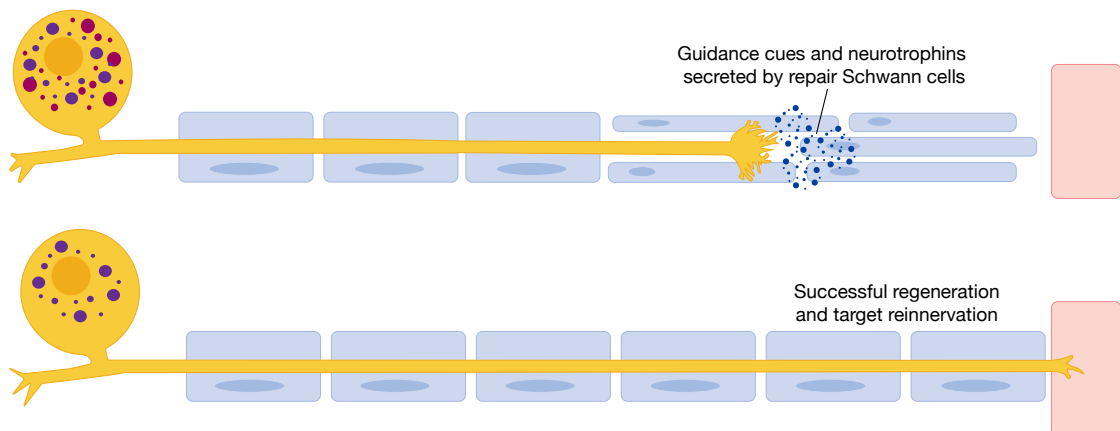 Guidance cues and neurotrophins
secreted by repair Schwann cells
Successful regeneration
and target reinnervation